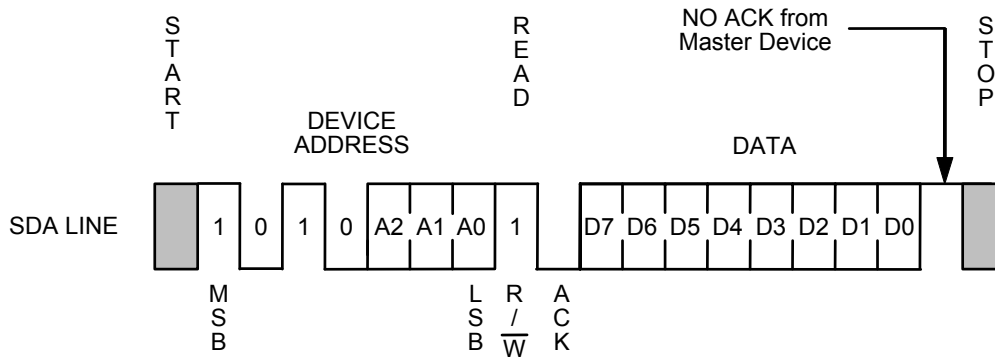 START
READ
NO ACK from
Master Device
STOP
DEVICE
ADDRESS
DATA
SDA LINE
1 0 1 0 A2 A1 A0 1 D7 D6 D5 D4 D3 D2 D1 D0
MSB
LSB
R/W
ACK